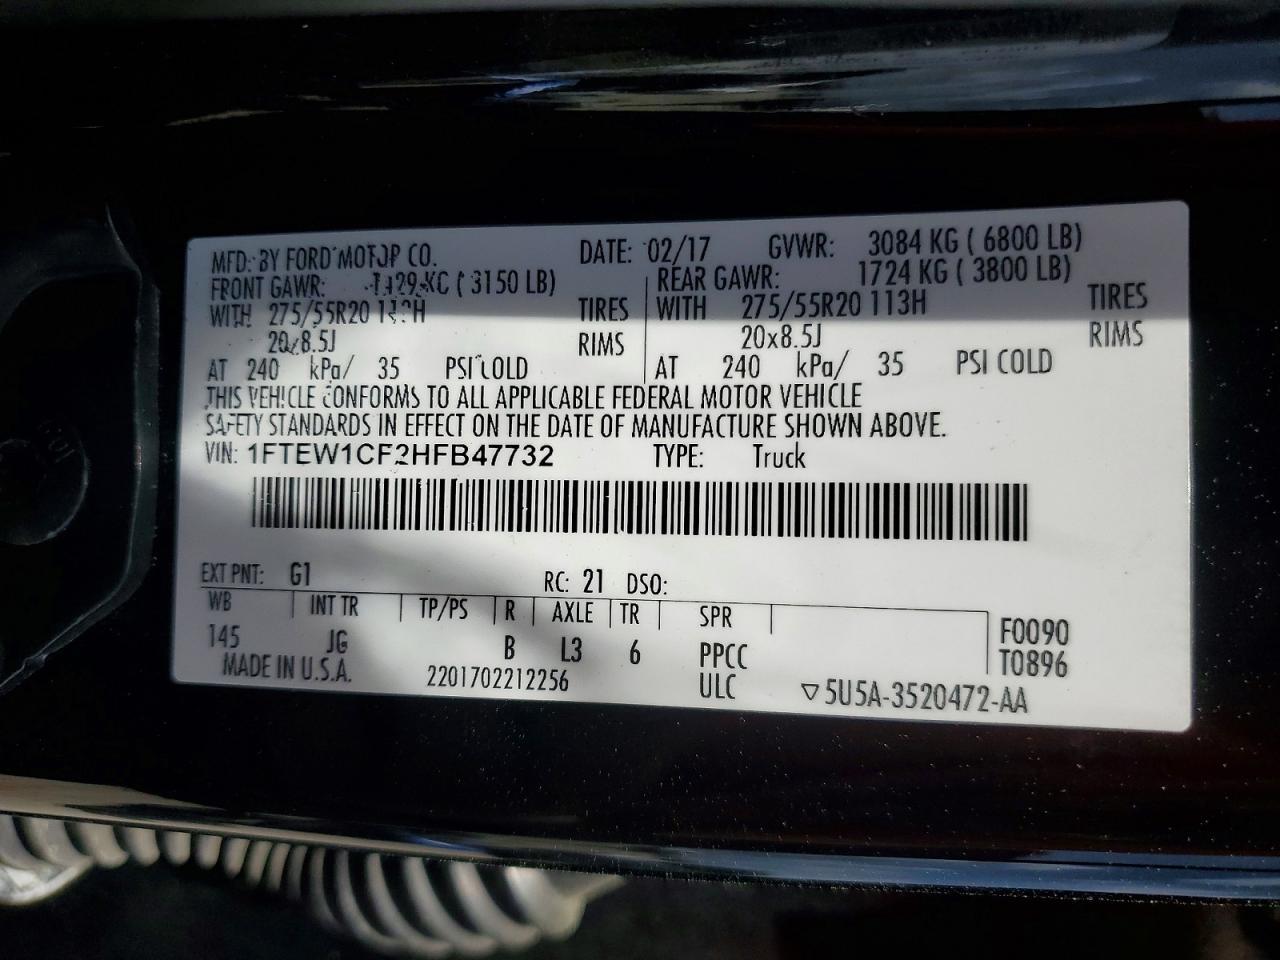 MFD. BY FORD MOTOR CO. DATE: 02/17 GVWR: 3084 KG ( 6800 LB)
FRONT GAWR: 1429 KG ( 3150 LB) REAR GAWR: 1724 KG ( 3800 LB)
WITH 275/55R20 113H TIRES WITH 275/55R20 113H TIRES
20x8.5J RIMS 20x8.5J RIMS
AT 240 kPa/ 35 PSI COLD AT 240 kPa/ 35 PSI COLD
THIS VEHICLE CONFORMS TO ALL APPLICABLE FEDERAL MOTOR VEHICLE
SAFETY STANDARDS IN EFFECT ON THE DATE OF MANUFACTURE SHOWN ABOVE.
VIN: 1FTEW1CF2HFB47732 TYPE: Truck
EXT PNT: G1 RC: 21 DSO:
WB INT TR TP/PS R AXLE TR SPR
145 JG B L3 6 PPCC
F0090
T0896
MADE IN U.S.A. 2201702212256 ULC ▽5U5A-3520472-AA